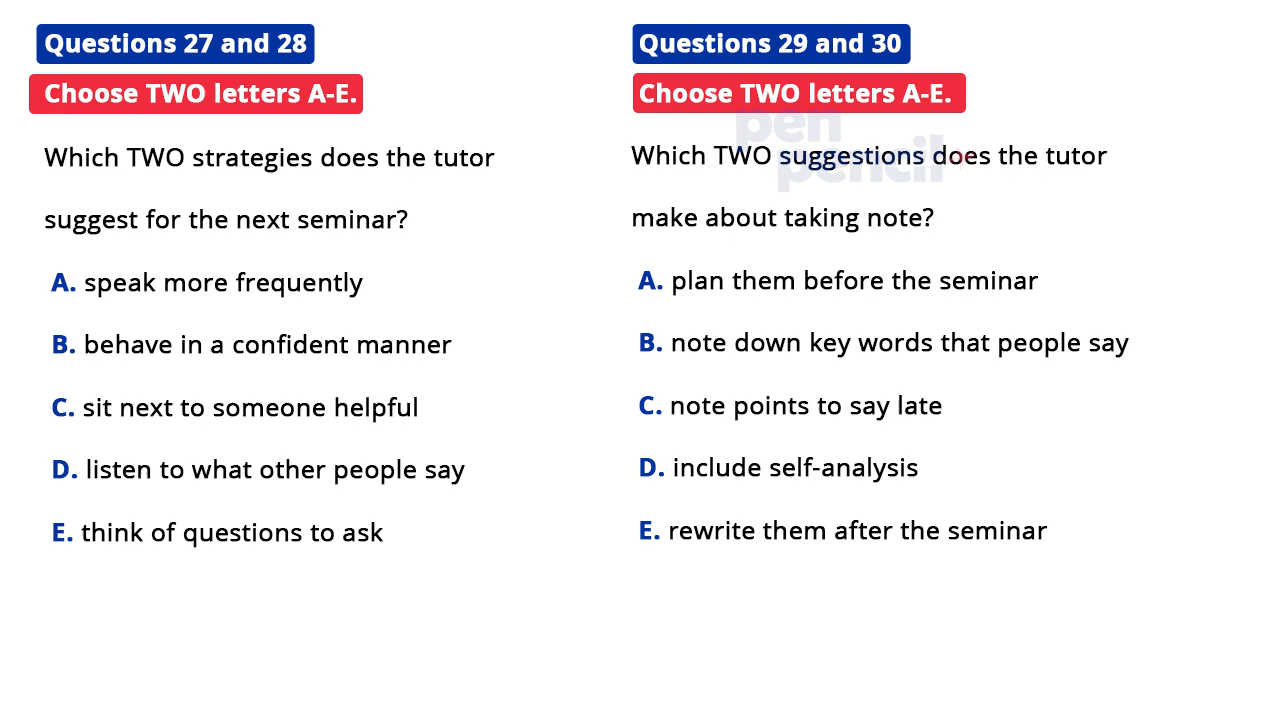 Questions 27 and 28
Choose TWO letters A-E.
Which TWO strategies does the tutor
suggest for the next seminar?
A. speak more frequently
B. behave in a confident manner
C. sit next to someone helpful
D. listen to what other people say
E. think of questions to ask
Questions 29 and 30
Choose TWO letters A-E.
pen
pencil
Which TWO suggestions does the tutor
make about taking note?
A. plan them before the seminar
B. note down key words that people say
C. note points to say late
D. include self-analysis
E. rewrite them after the seminar